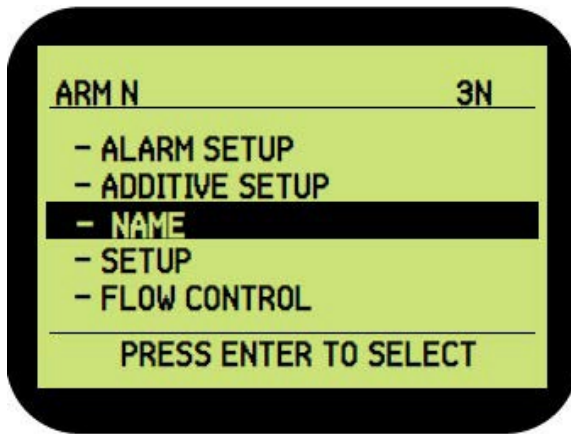 ARM N 3N
- ALARM SETUP
- ADDITIVE SETUP
- NAME
- SETUP
- FLOW CONTROL
PRESS ENTER TO SELECT